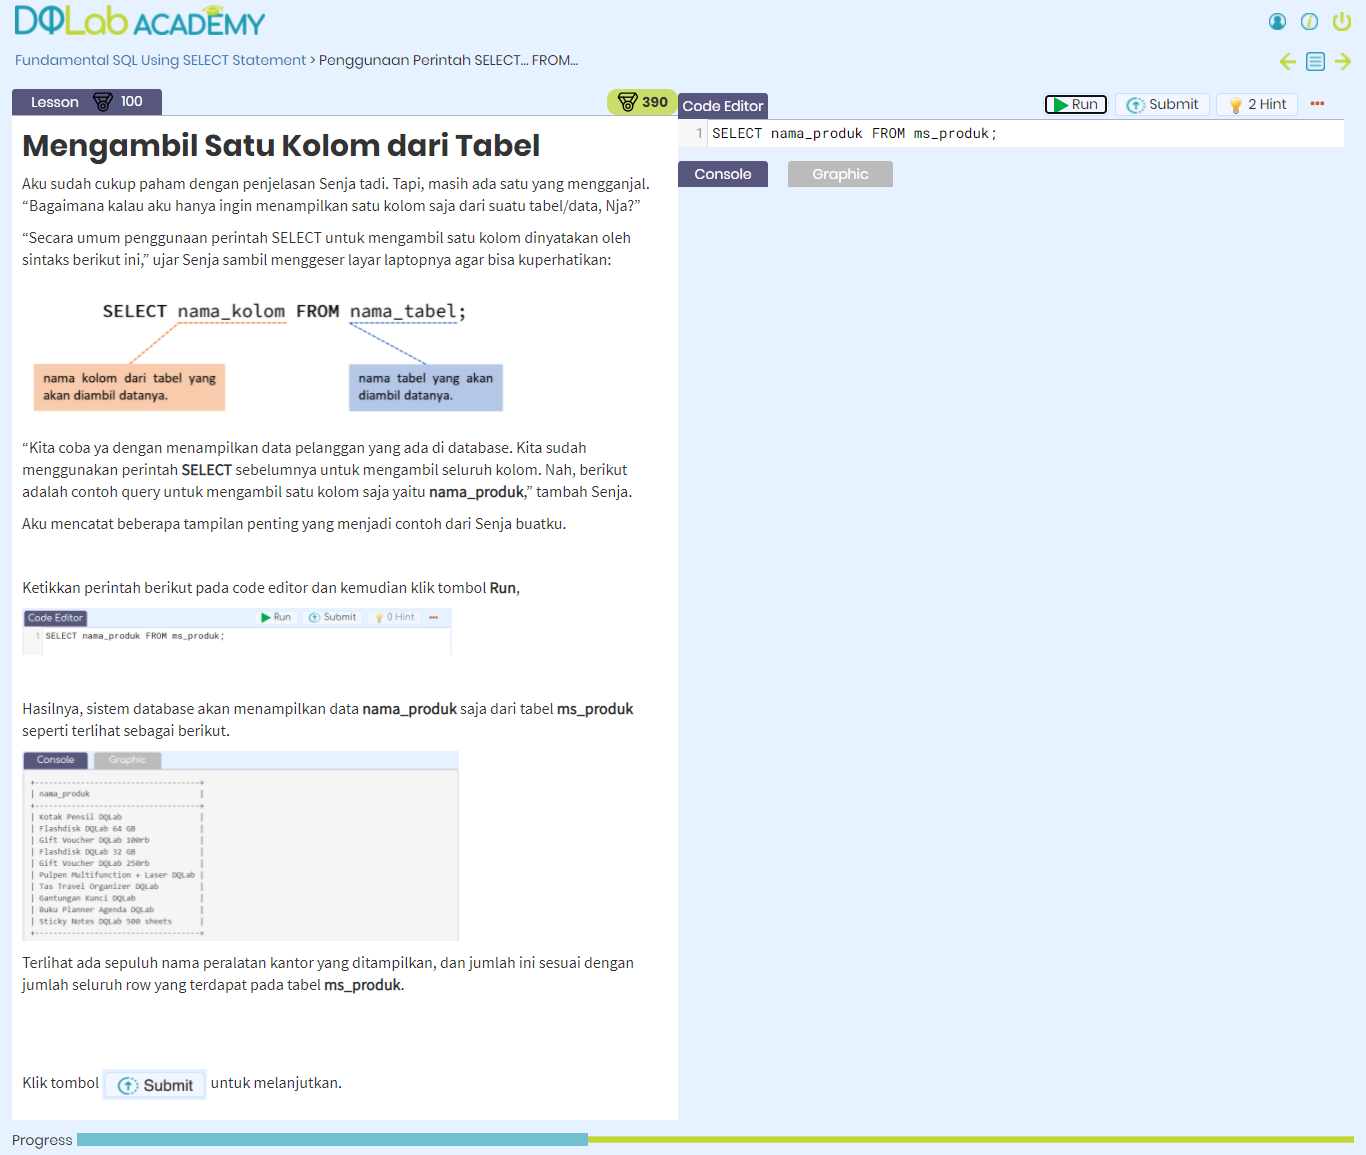 DQLab ACADEMY
Fundamental SQL Using SELECT Statement > Penggunaan Perintah SELECT... FROM...
Lesson 100
390
Mengambil Satu Kolom dari Tabel
Aku sudah cukup paham dengan penjelasan Senja tadi. Tapi, masih ada satu yang mengganjal.
“Bagaimana kalau aku hanya ingin menampilkan satu kolom saja dari suatu tabel/data, Nja?”
“Secara umum penggunaan perintah SELECT untuk mengambil satu kolom dinyatakan oleh
sintaks berikut ini,” ujar Senja sambil menggeser layar laptopnya agar bisa kuperhatikan:
SELECT nama_kolom FROM nama_tabel;
nama kolom dari tabel yang
akan diambil datanya.
nama tabel yang akan
diambil datanya.
“Kita coba ya dengan menampilkan data pelanggan yang ada di database. Kita sudah
menggunakan perintah SELECT sebelumnya untuk mengambil seluruh kolom. Nah, berikut
adalah contoh query untuk mengambil satu kolom saja yaitu nama_produk,” tambah Senja.
Aku mencatat beberapa tampilan penting yang menjadi contoh dari Senja buatku.
Ketikkan perintah berikut pada code editor dan kemudian klik tombol Run,
Code Editor Run Submit 0 Hint
1 SELECT nama_produk FROM ms_produk;
Hasilnya, sistem database akan menampilkan data nama_produk saja dari tabel ms_produk
seperti terlihat sebagai berikut.
Console Graphic
+-----------------------------------+
| nama_produk |
+-----------------------------------+
| Kotak Pensil DQLab |
| Flashdisk DQLab 64 GB |
| Gift Voucher DQLab 100rb |
| Flashdisk DQLab 32 GB |
| Gift Voucher DQLab 250rb |
| Pulpen Multifunction + Laser DQLab |
| Tas Travel Organizer DQLab |
| Gantungan Kunci DQLab |
| Buku Planner Agenda DQLab |
| Sticky Notes DQLab 500 sheets |
+-----------------------------------+
Terlihat ada sepuluh nama peralatan kantor yang ditampilkan, dan jumlah ini sesuai dengan
jumlah seluruh row yang terdapat pada tabel ms_produk.
Klik tombol Submit untuk melanjutkan.
Code Editor Run Submit 2 Hint
1 SELECT nama_produk FROM ms_produk;
Console Graphic
Progress